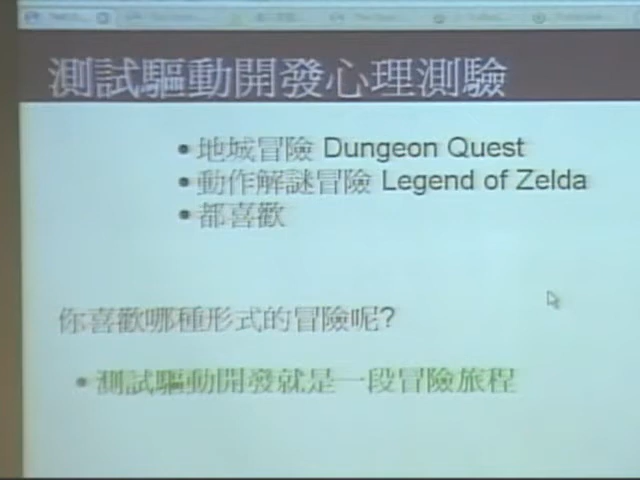 測試驅動開發心理測驗
• 地城冒險 Dungeon Quest
• 動作解謎冒險 Legend of Zelda
• 都喜歡
你喜歡哪種形式的冒險呢?
• 測試驅動開發就是一段冒險旅程